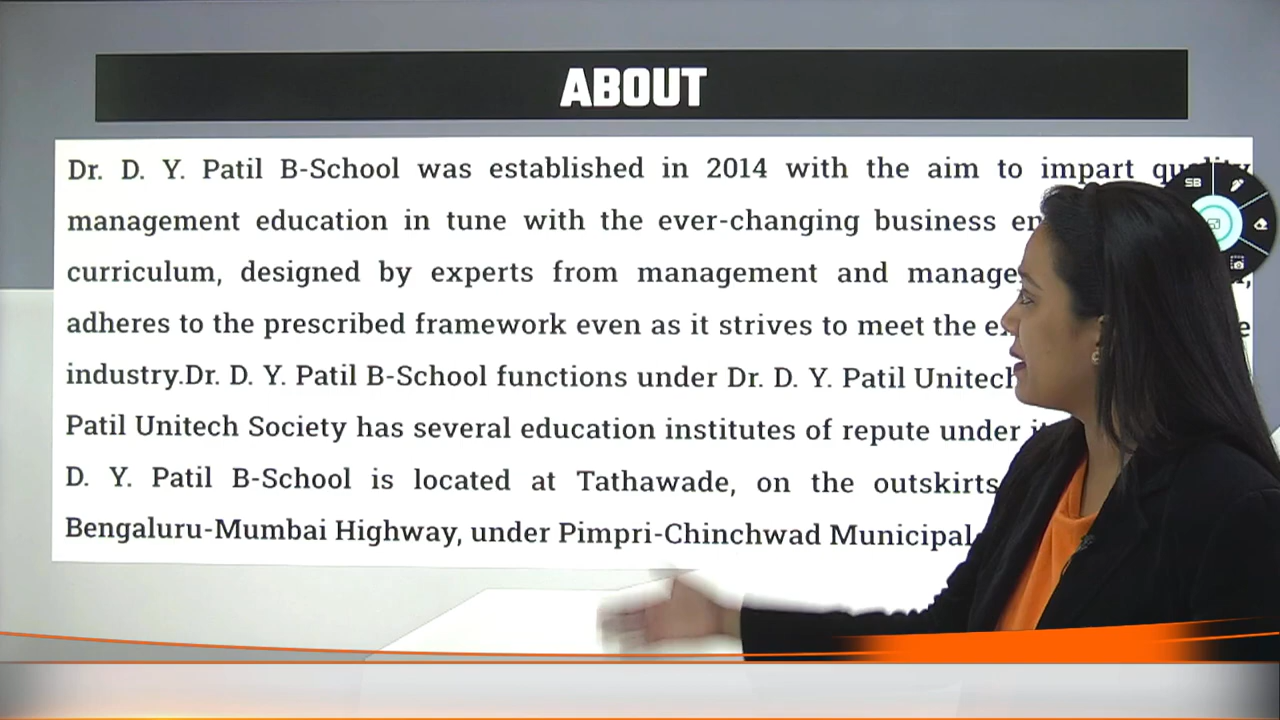 ABOUT
Dr. D. Y. Patil B-School was established in 2014 with the aim to impart
SB
management education in tune with the ever-changing business
curriculum, designed by experts from management and
adheres to the prescribed framework even as it strives to meet the
industry.Dr. D. Y. Patil B-School functions under Dr. D. Y. Patil Unitech
Patil Unitech Society has several education institutes of repute under
D. Y. Patil B-School is located at Tathawade, on the outskirts
Bengaluru-Mumbai Highway, under Pimpri-Chinchwad Municipal